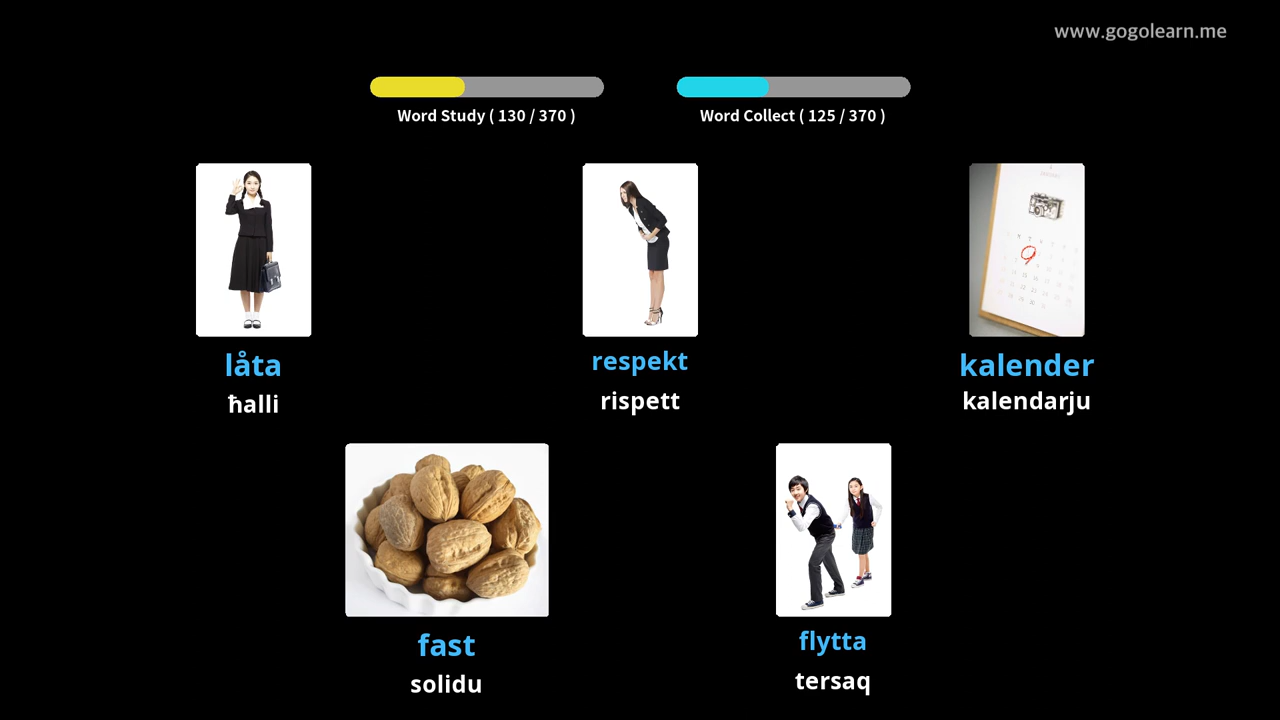 www.gogolearn.me
Word Study ( 130 / 370 )
Word Collect ( 125 / 370 )
låta
ħalli
respekt
rispett
kalender
kalendarju
fast
solidu
flytta
tersaq